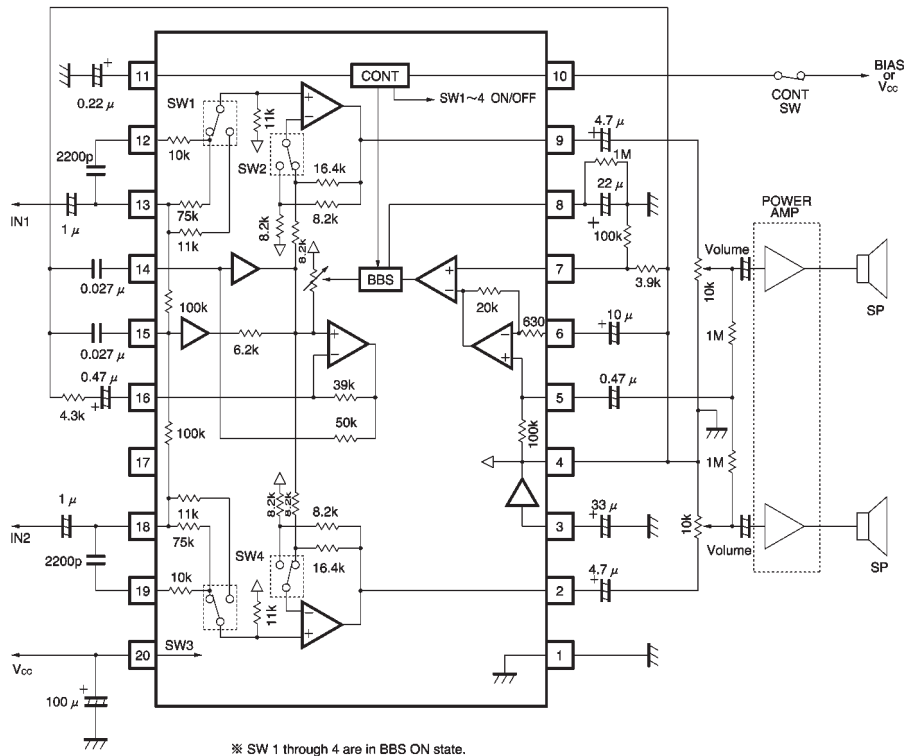 11 CONT 10 BIAS or Vcc
0.22 μ +
SW1~4 ON/OFF
CONT SW
SW1
11k
+
−
4.7 μ
+
12
10k
9
1M
2200p
SW2
16.4k
22 μ
13
75k
8.2k
8
+
POWER AMP
IN1
1 μ
11k
8.2k
8.2k
100k
Volume
14
BBS
+
−
7
3.9k
10k
SP
0.027 μ
100k
20k
10 μ
15
6.2k
+
−
630
6
+
1M
0.027 μ
−
+
0.47 μ
0.47 μ
16
+
39k
5
4.3k
50k
100k
100k
1M
17
4
1 μ
8.2k
8.2k
11k
8.2k
33 μ
IN2
18
75k
3
+
10k
SW4
16.4k
Volume
SP
2200p
10k
4.7 μ
19
11k
−
+
2
+
20
SW3
1
Vcc
+
100 μ
※ SW 1 through 4 are in BBS ON state.